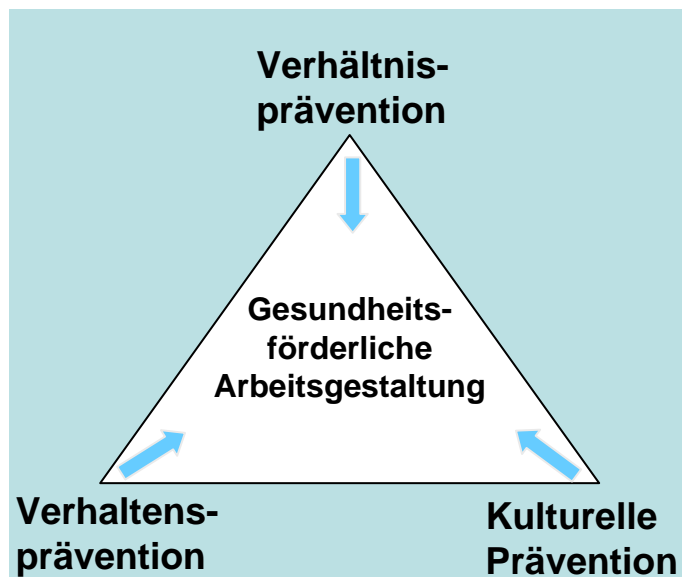 Verhältnis-
prävention
Gesundheits-
förderliche
Arbeitsgestaltung
Verhaltens-
prävention
Kulturelle
Prävention